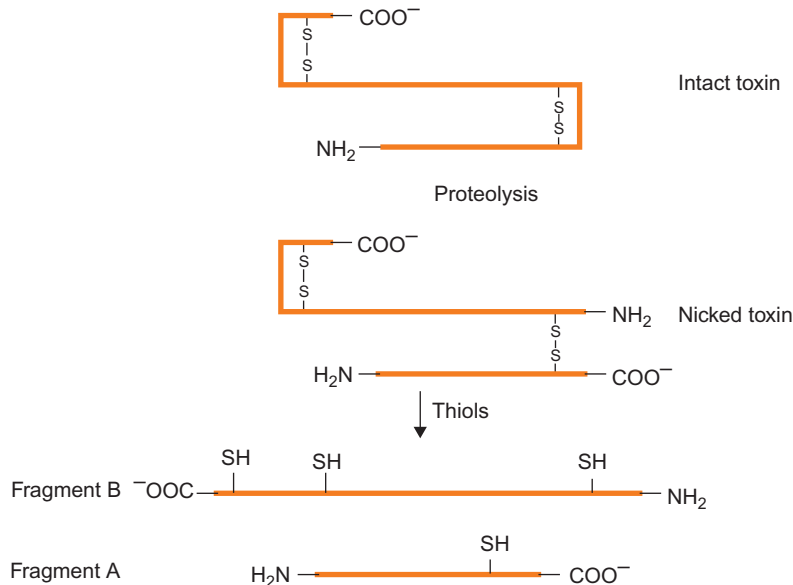 COO⁻
S
S
Intact toxin
S
S
NH₂
Proteolysis
COO⁻
S
S
NH₂ Nicked toxin
S
S
H₂N COO⁻
Thiols
SH SH SH
Fragment B ⁻OOC NH₂
SH
Fragment A H₂N COO⁻